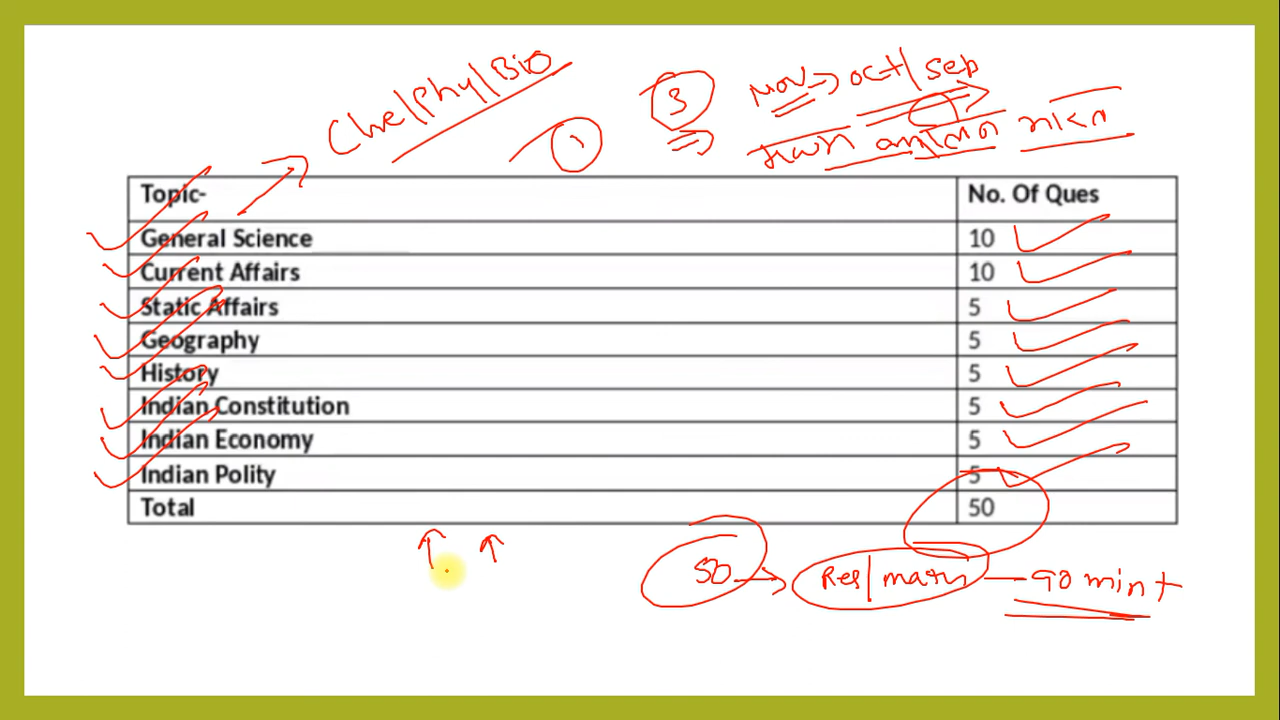 Che/Phy/Bio
1
3
Nov → Oct/Sep
Topic- No. Of Ques
General Science 10
Current Affairs 10
Static Affairs 5
Geography 5
History 5
Indian Constitution 5
Indian Economy 5
Indian Polity 5
Total 50
50 → Res/math — 90 mint